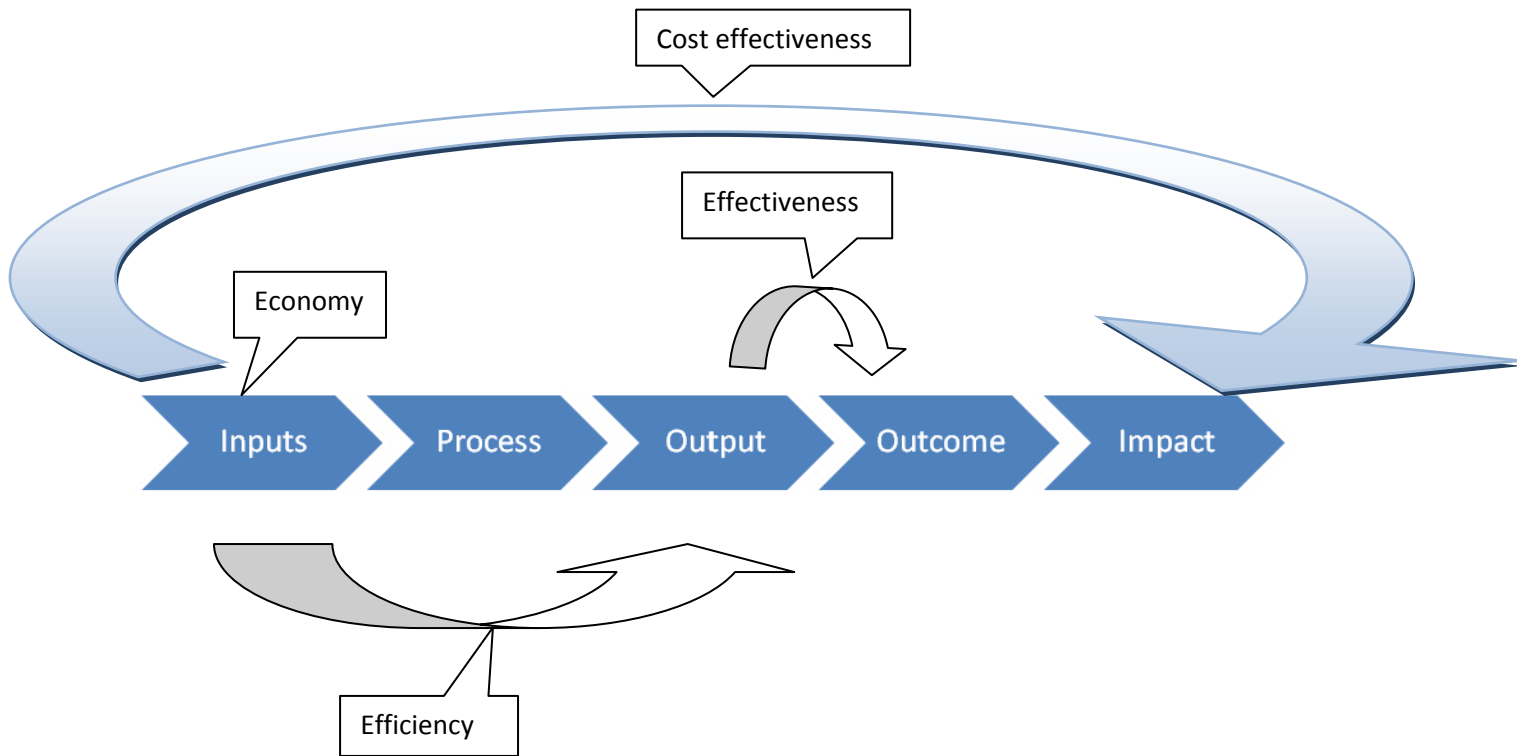 Cost effectiveness
Effectiveness
Economy
Inputs
Process
Output
Outcome
Impact
Efficiency